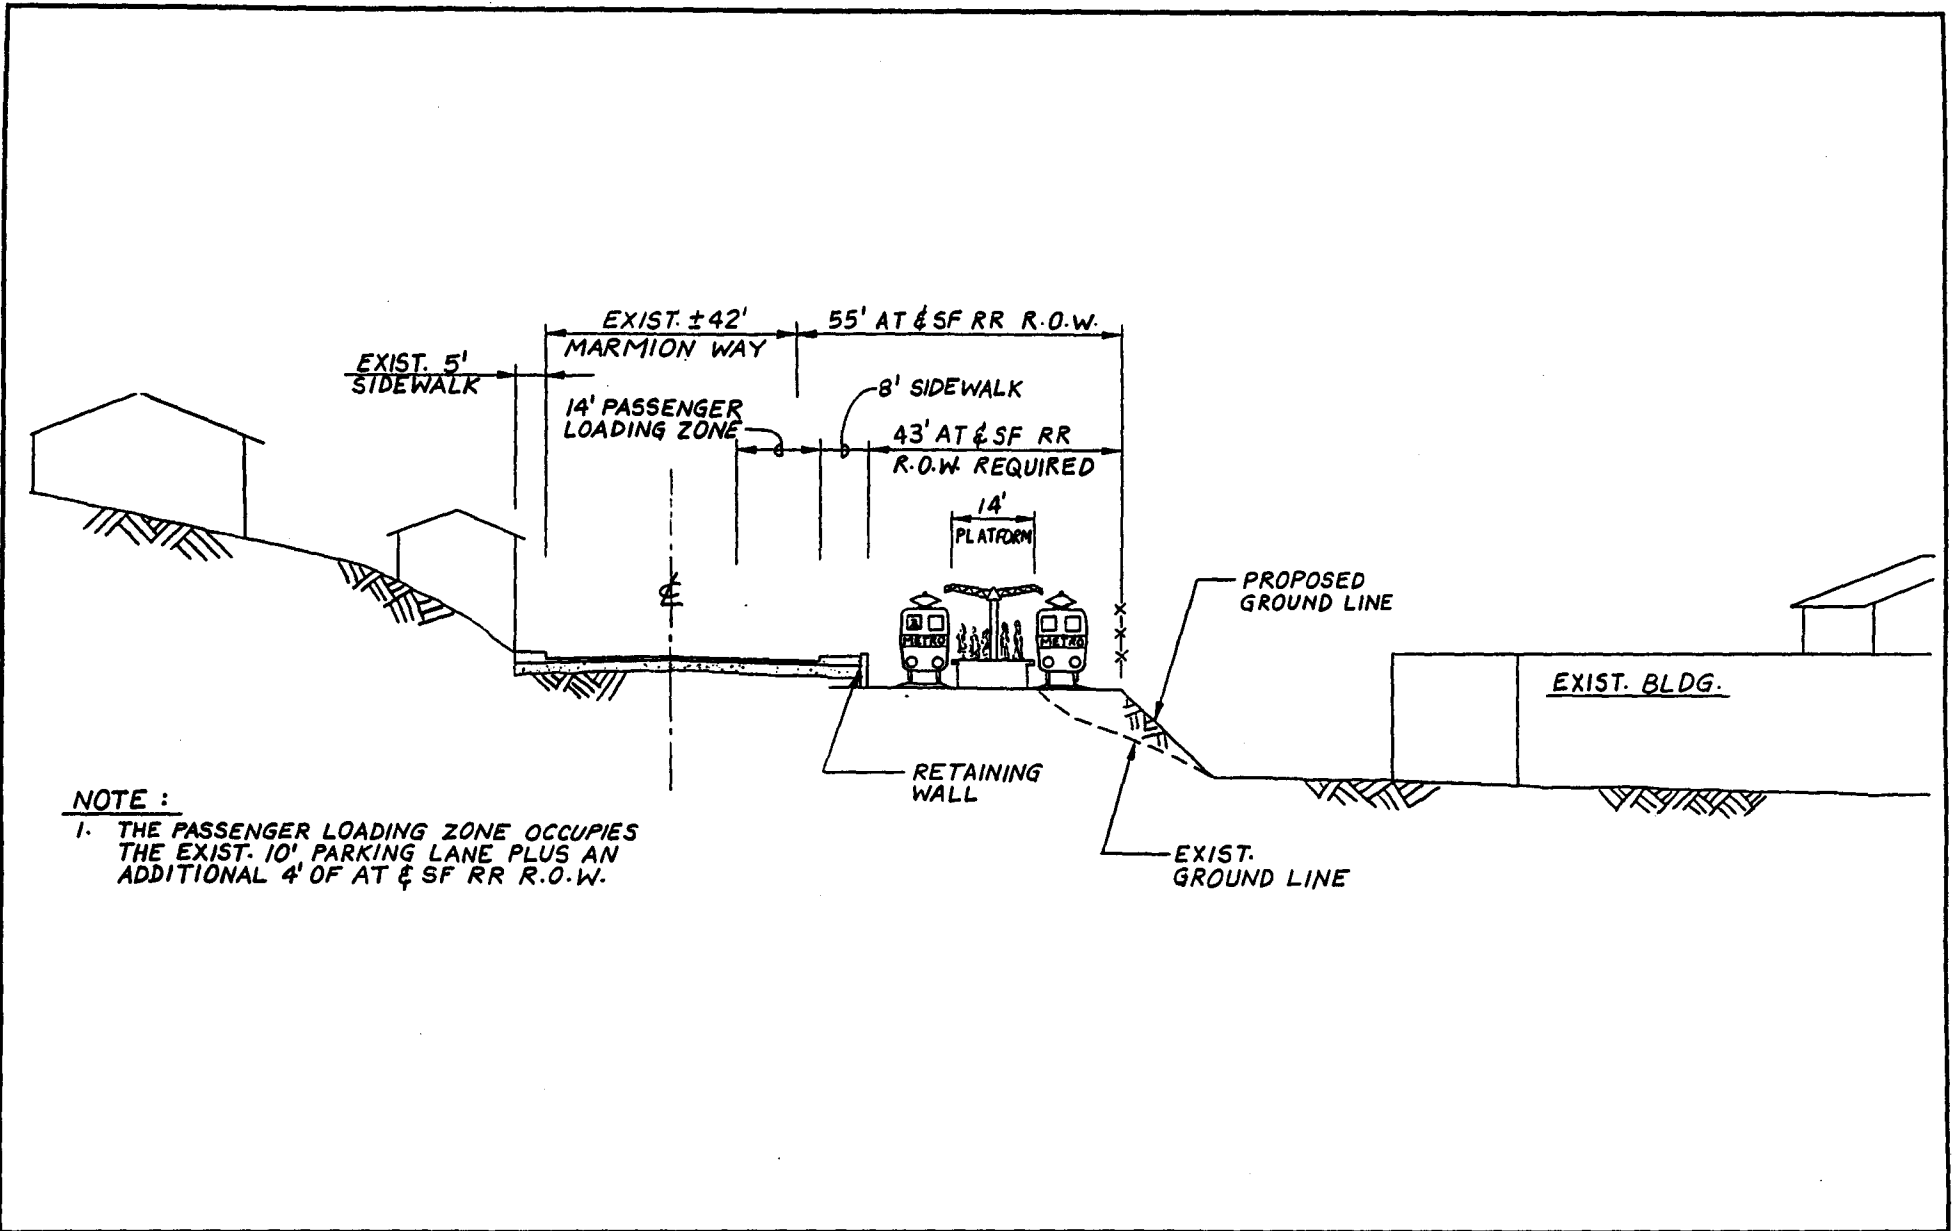 EXIST. ±42'
MARMION WAY
55' AT & SF RR R.O.W.
EXIST. 5'
SIDEWALK
14' PASSENGER
LOADING ZONE
8' SIDEWALK
43' AT & SF RR
R.O.W. REQUIRED
14'
PLATFORM
℄
METRO
METRO
PROPOSED
GROUND LINE
EXIST. BLDG.
RETAINING
WALL
EXIST.
GROUND LINE
NOTE :
1. THE PASSENGER LOADING ZONE OCCUPIES
THE EXIST. 10' PARKING LANE PLUS AN
ADDITIONAL 4' OF AT & SF RR R.O.W.